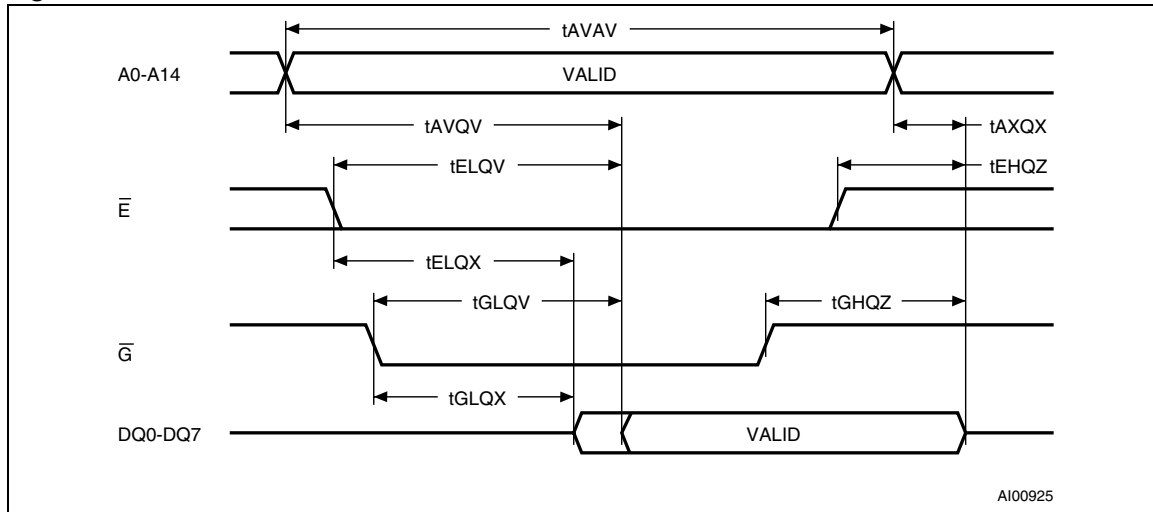 tAVAV
A0-A14
VALID
tAVQV
tAXQX
tELQV
tEHQZ
E̅
tELQX
tGLQV
tGHQZ
G̅
tGLQX
DQ0-DQ7
VALID
AI00925